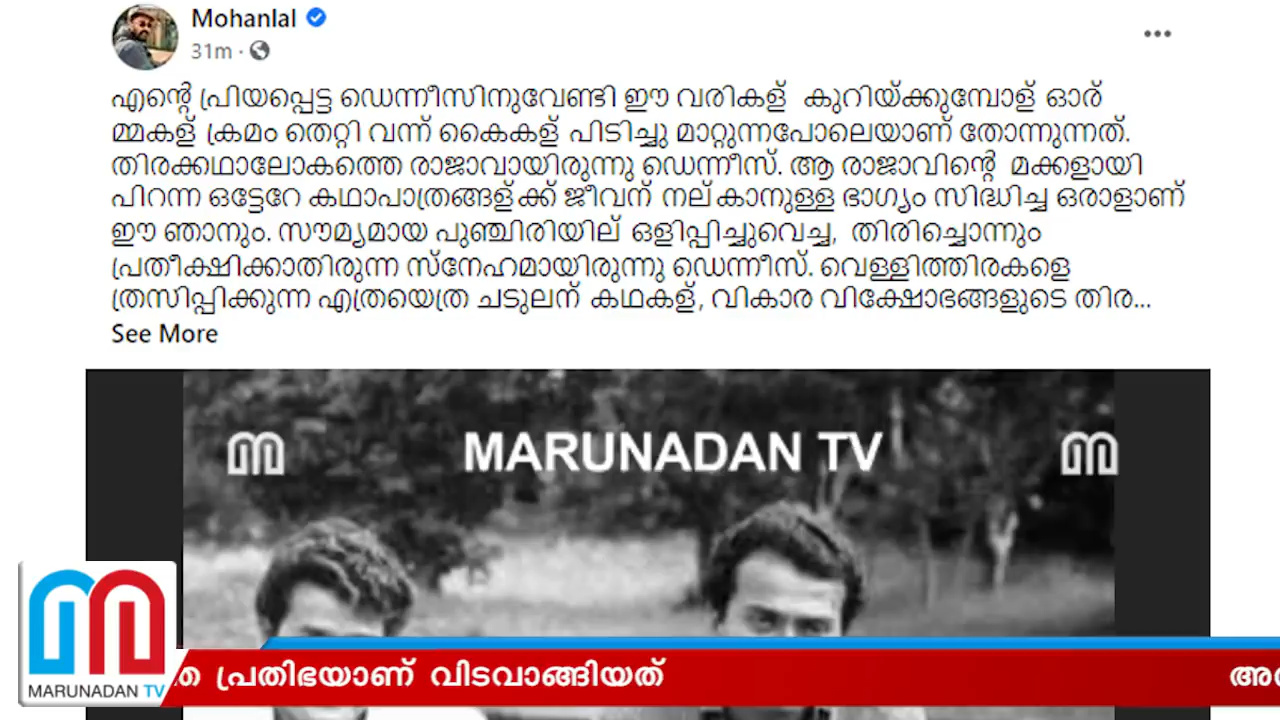 Mohanlal
31m
എന്റെ പ്രിയപ്പെട്ട ഡെന്നീസിനുവേണ്ടി ഈ വരികള് കുറിയ്ക്കുമ്പോള് ഓര്
മ്മകള് ക്രമം തെറ്റി വന്ന് കൈകള് പിടിച്ചു മാറ്റുന്നപോലെയാണ് തോന്നുന്നത്.
തിരക്കഥാലോകത്തെ രാജാവായിരുന്നു ഡെന്നീസ്. ആ രാജാവിന്റെ മക്കളായി
പിറന്ന ഒട്ടേറേ കഥാപാത്രങ്ങള്ക്ക് ജീവന് നല്കാനുള്ള ഭാഗ്യം സിദ്ധിച്ച ഒരാളാണ്
ഈ ഞാനും. സൗമ്യമായ പുഞ്ചിരിയില് ഒളിപ്പിച്ചുവെച്ച, തിരിച്ചൊന്നും
പ്രതീക്ഷിക്കാതിരുന്ന സ്നേഹമായിരുന്നു ഡെന്നീസ്. വെള്ളിത്തിരകളെ
ത്രസിപ്പിക്കുന്ന എത്രയെത്ര ചടുലന് കഥകള്, വികാര വിക്ഷോഭങ്ങളുടെ തിര...
See More
MARUNADAN TV
MARUNADAN TV
പ്രതിഭയാണ് വിടവാങ്ങിയത്